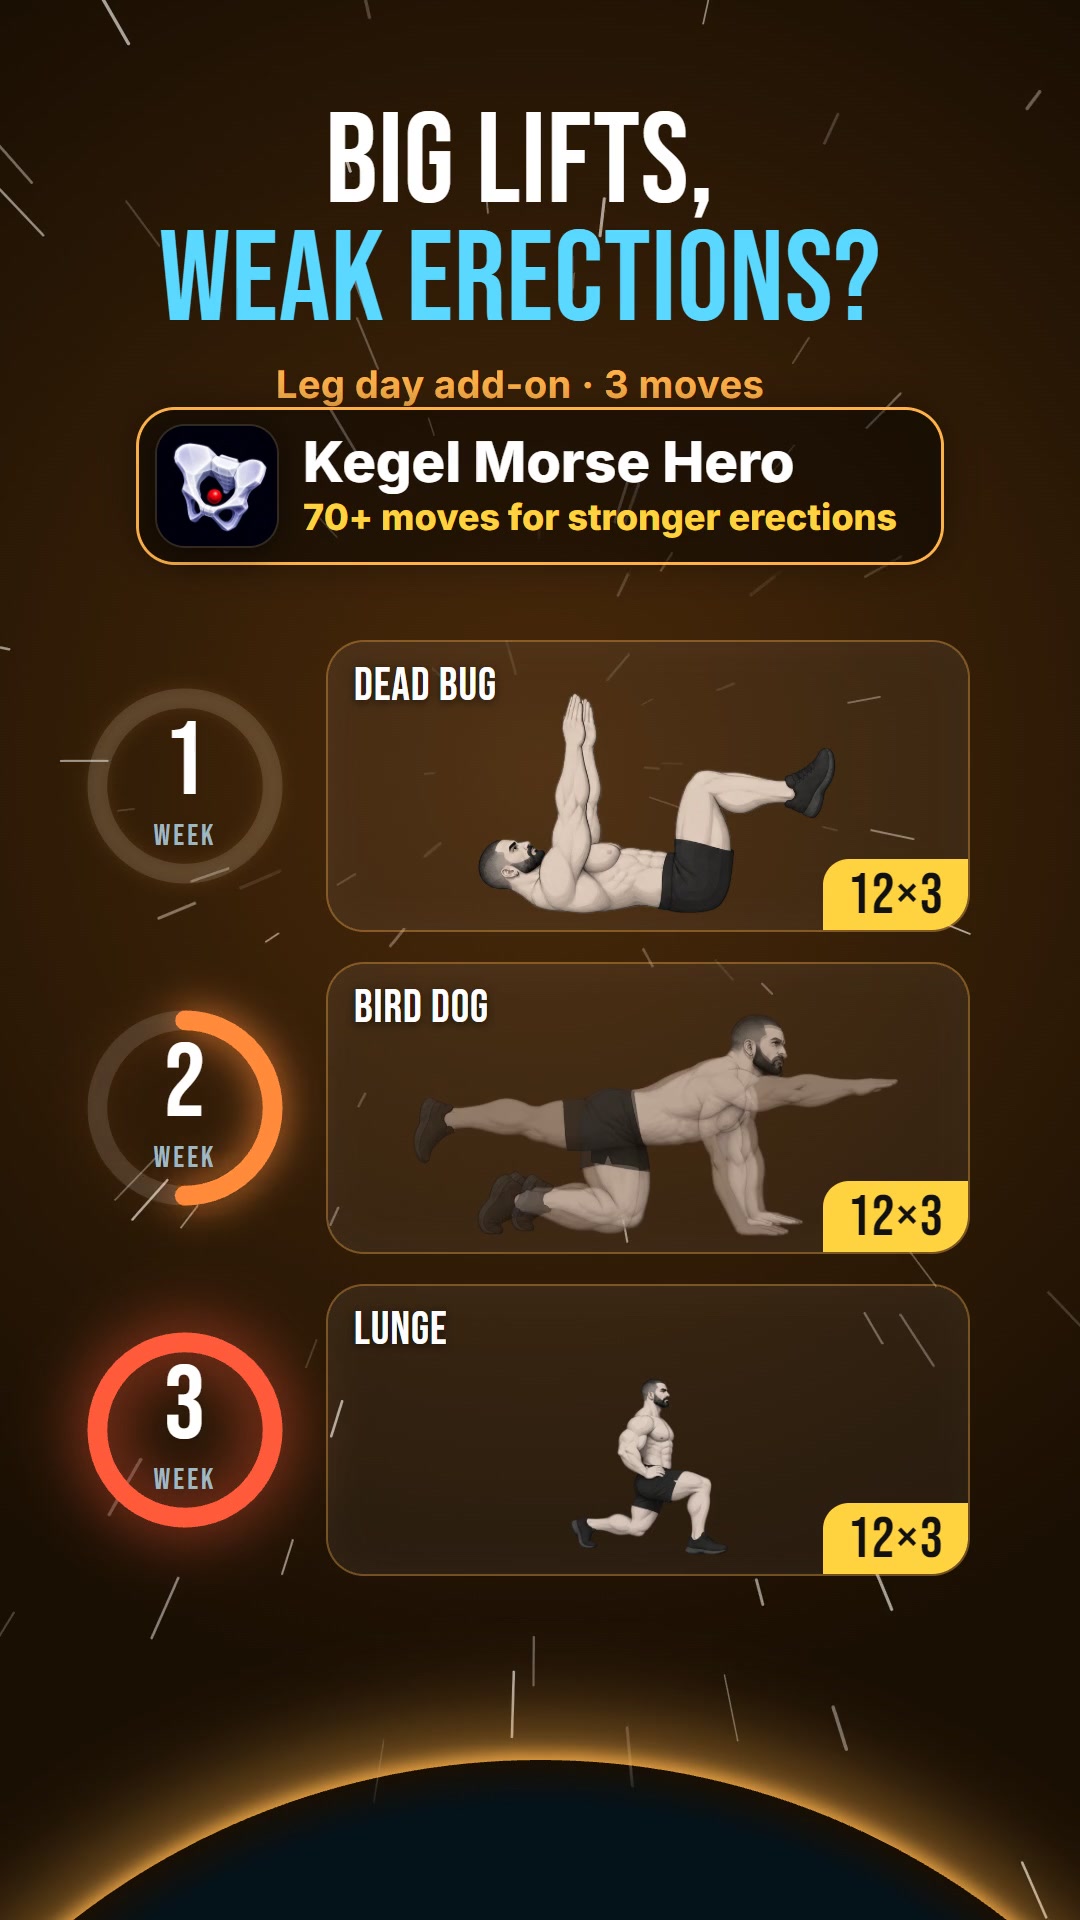 BIG LIFTS,
WEAK ERECTIONS?
Leg day add-on · 3 moves
Kegel Morse Hero
70+ moves for stronger erections
1
WEEK
DEAD BUG
12×3
2
WEEK
BIRD DOG
12×3
3
WEEK
LUNGE
12×3